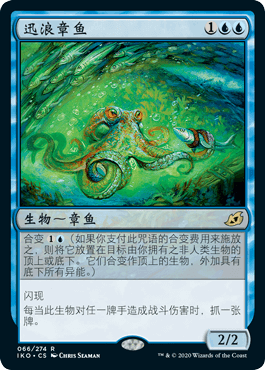 迅浪章鱼 1
生物～章鱼
合变1（如果你支付此咒语的合变费用来施放
之，则将它放置在目标由你拥有之非人类生物的
顶上或底下。它们合变作顶上的生物，外加具有
底下所有异能。）
闪现
每当此生物对任一牌手造成战斗伤害时，抓一张
牌。
2/2
066/274 R
IKO • CS CHRIS SEAMAN
™ & © 2020 Wizards of the Coast